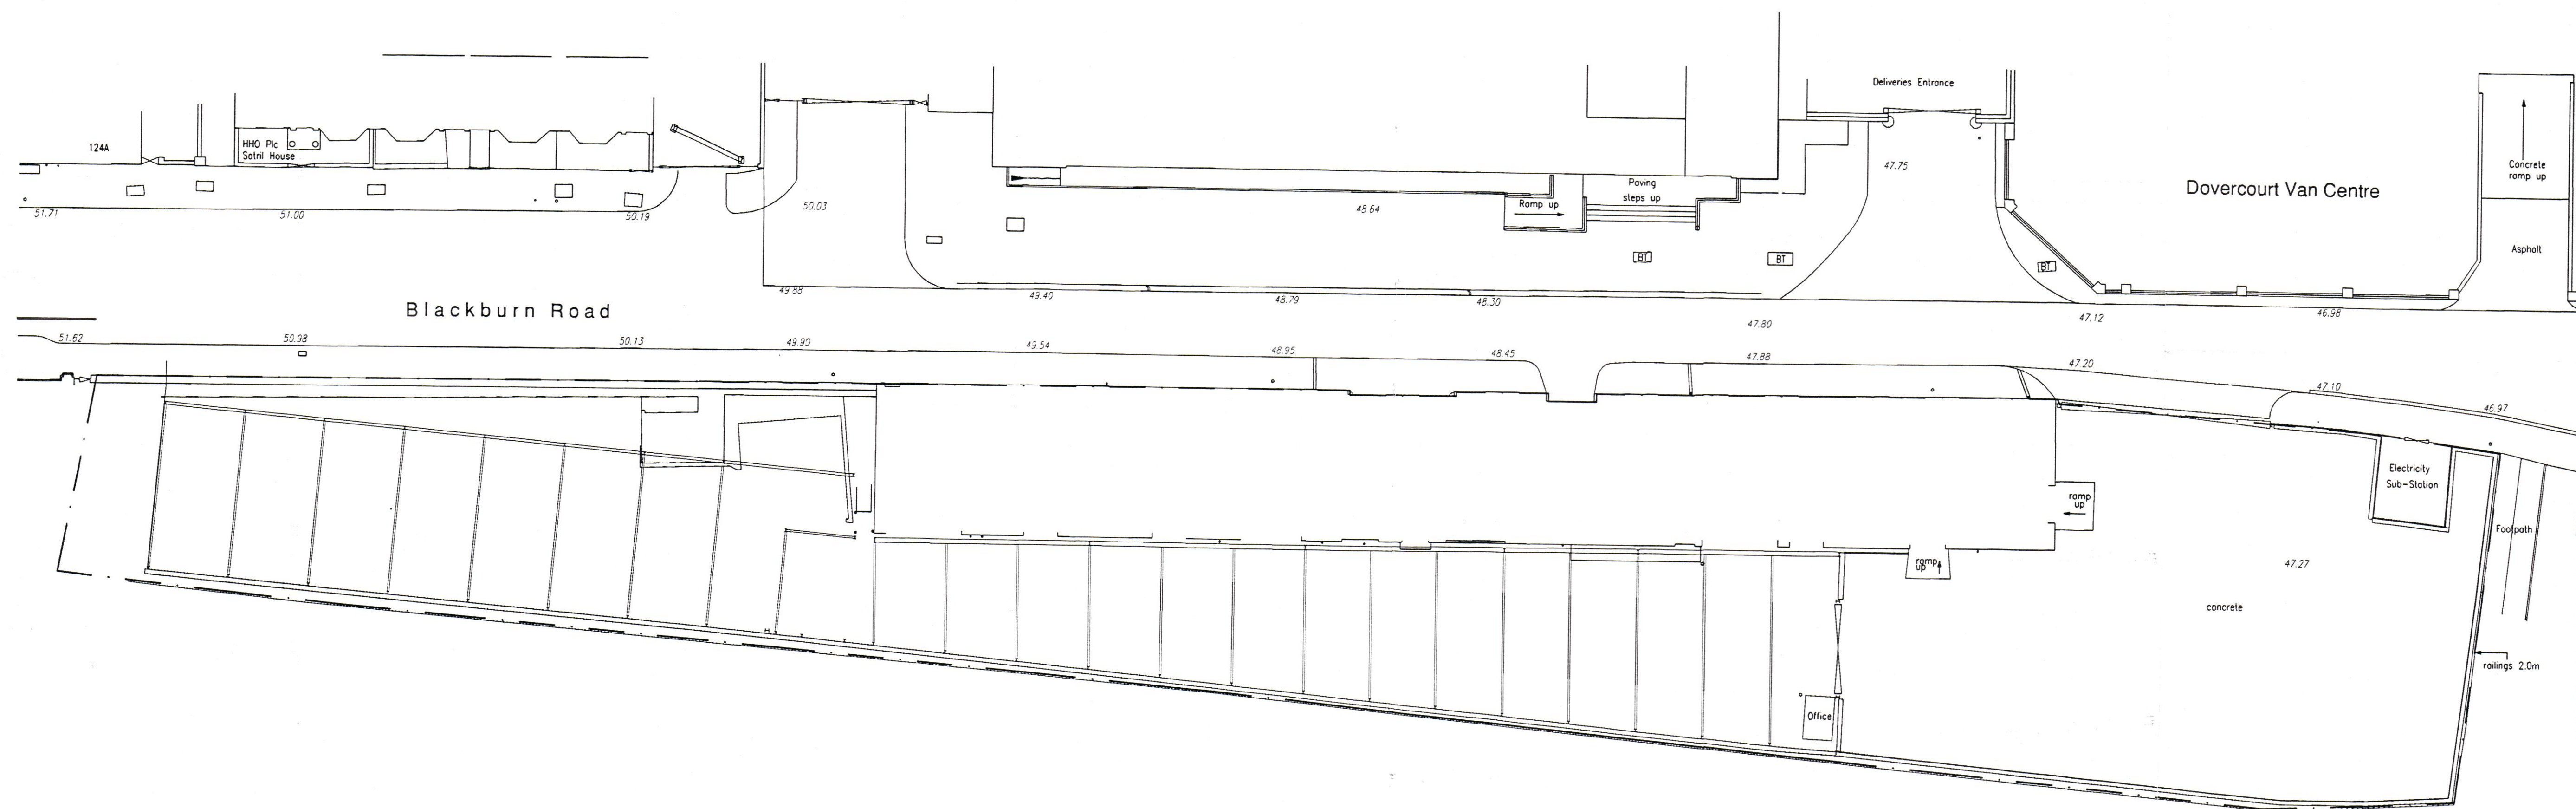 Deliveries Entrance
124A
HHO Plc
Satril House
47.75
Concrete
ramp up
Paving
steps up
Dovercourt Van Centre
Ramp up
51.71
51.00
50.19
50.03
48.64
Asphalt
BT
BT
BT
49.88
49.40
48.79
48.30
47.80
47.12
46.98
Blackburn Road
51.62
50.98
50.13
49.90
49.54
48.95
48.45
47.88
47.20
47.10
46.97
Electricity
Sub-Station
ramp
up
Footpath
ramp
up
47.27
concrete
railings 2.0m
Office